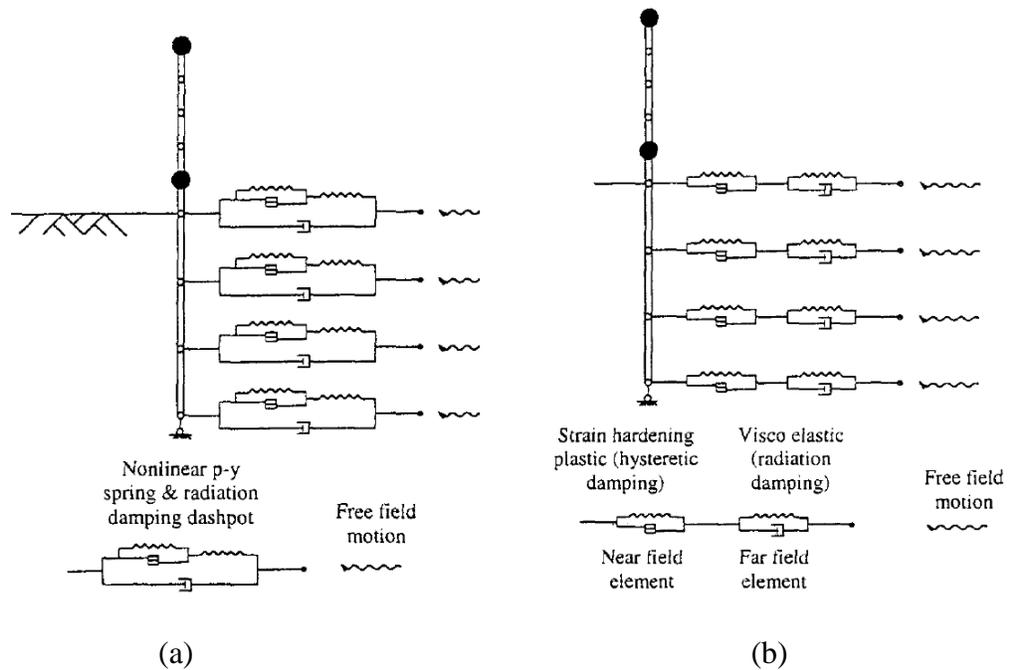 Nonlinear p-y
spring & radiation
damping dashpot
Free field
motion
(a)
Strain hardening
plastic (hysteretic
damping)
Visco elastic
(radiation
damping)
Free field
motion
Near field
element
Far field
element
(b)